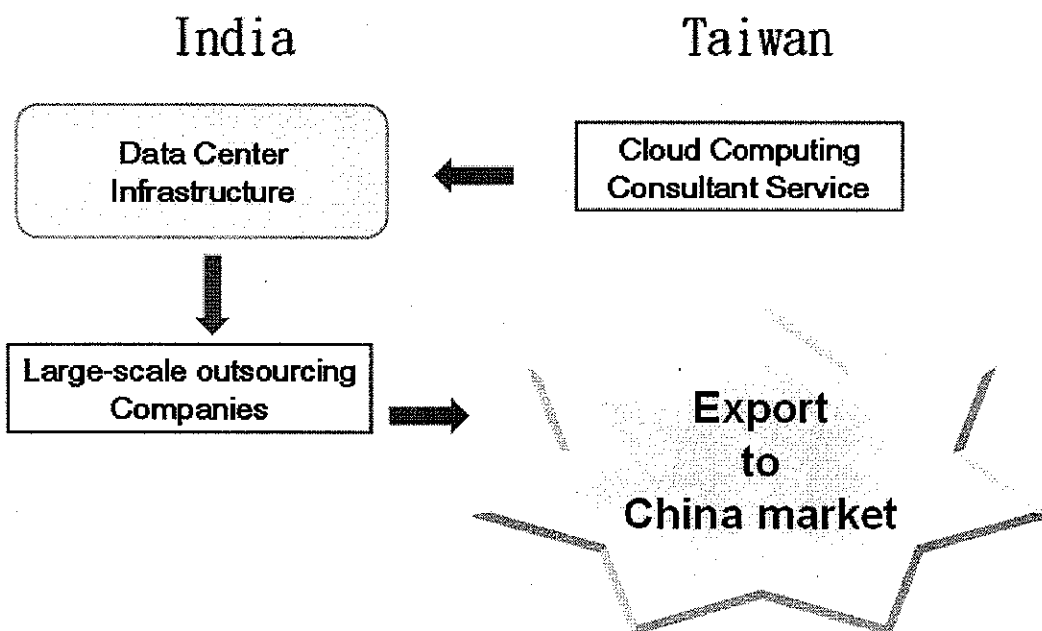 India
Taiwan
Data Center
Infrastructure
Cloud Computing
Consultant Service
Large-scale outsourcing
Companies
Export
to
China market